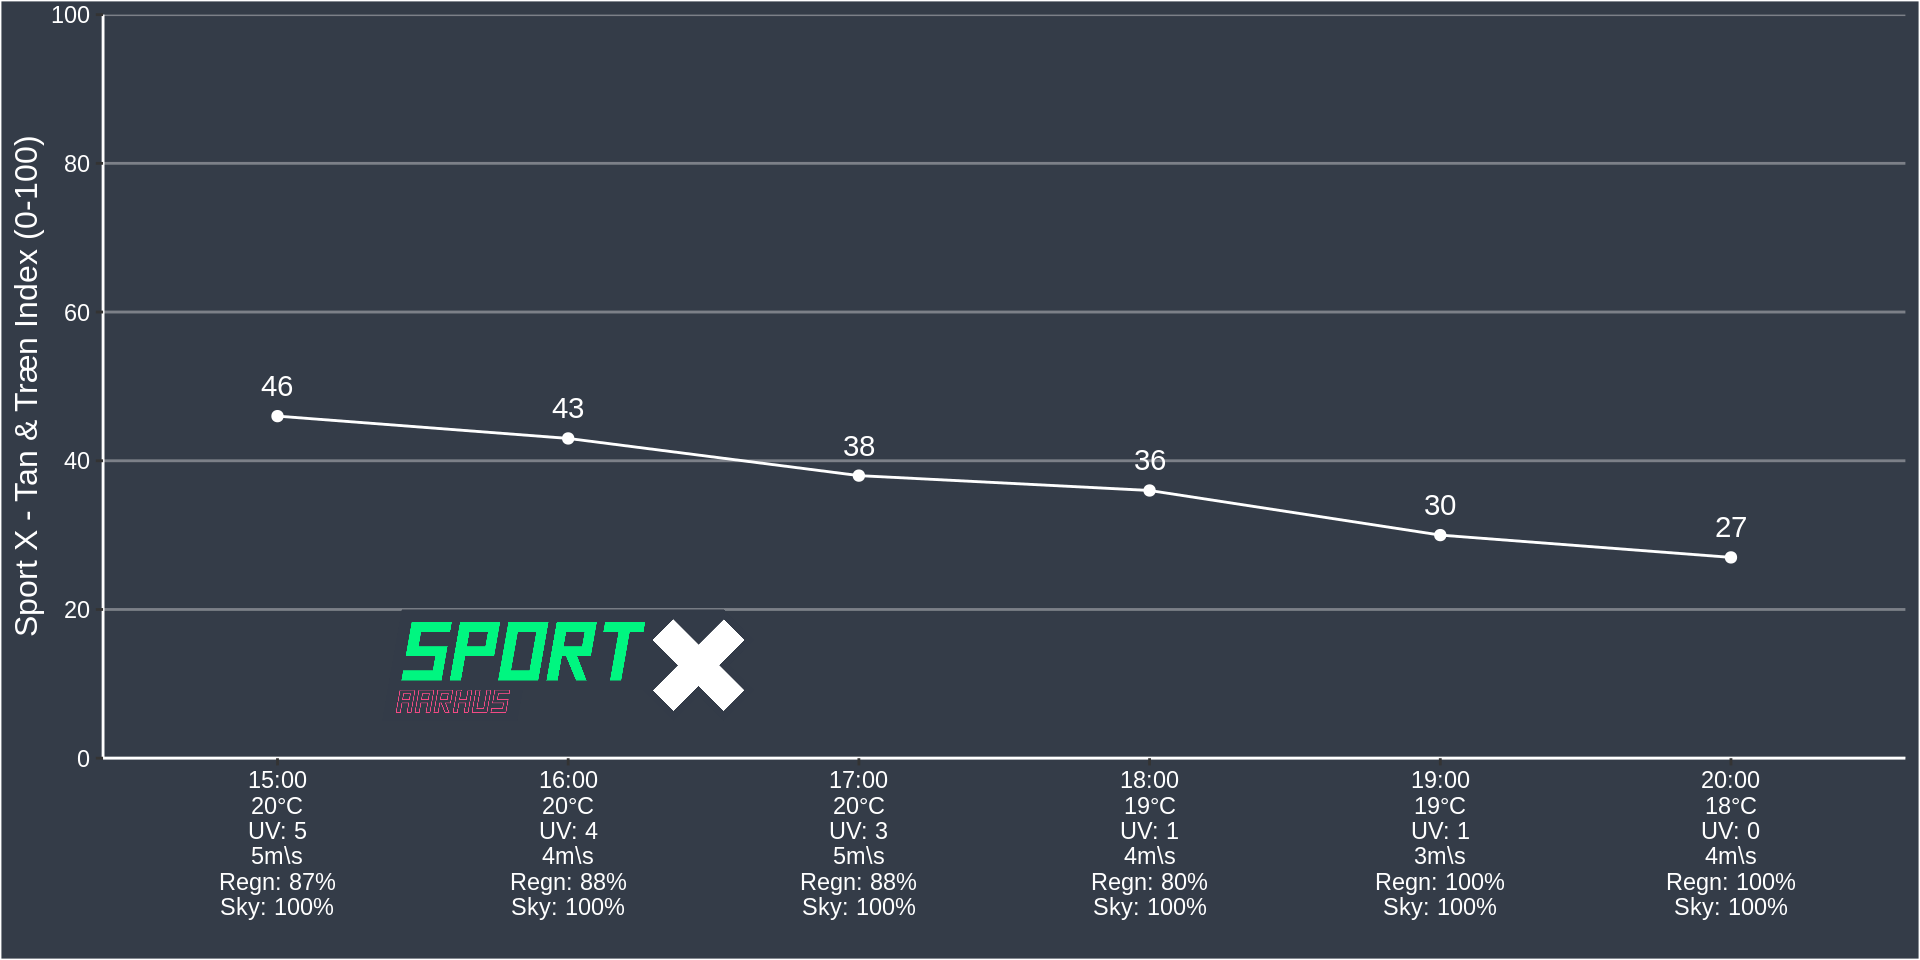 Sport X - Tan & Træn Index (0-100)
100
80
60
40
20
0
46
43
38
36
30
27
SPORT X
AARHUS
15:00
20°C
UV: 5
5m\s
Regn: 87%
Sky: 100%
16:00
20°C
UV: 4
4m\s
Regn: 88%
Sky: 100%
17:00
20°C
UV: 3
5m\s
Regn: 88%
Sky: 100%
18:00
19°C
UV: 1
4m\s
Regn: 80%
Sky: 100%
19:00
19°C
UV: 1
3m\s
Regn: 100%
Sky: 100%
20:00
18°C
UV: 0
4m\s
Regn: 100%
Sky: 100%